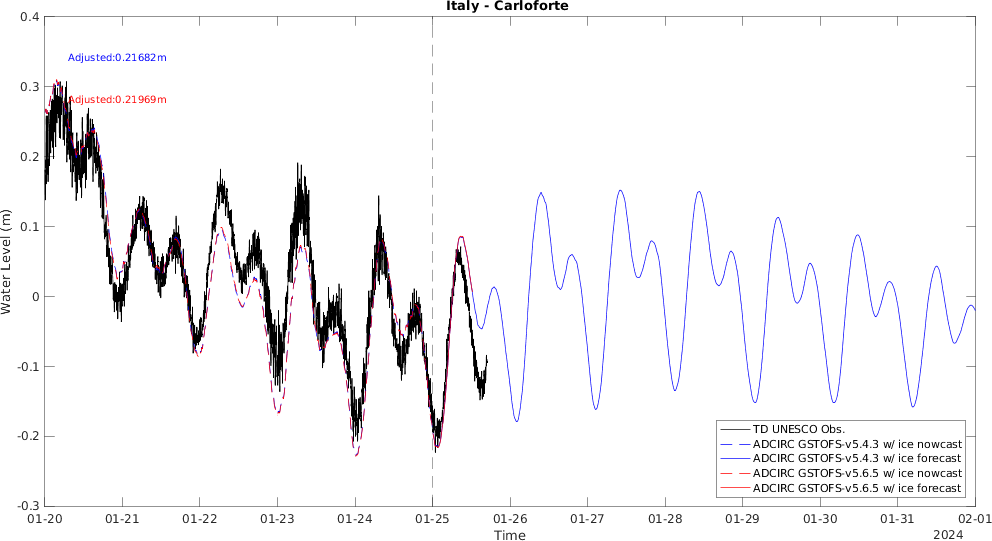 Italy - Carloforte
0.4
0.3
0.2
0.1
0
-0.1
-0.2
-0.3
Water Level (m)
Adjusted:0.21682m
Adjusted:0.21969m
TD UNESCO Obs.
ADCIRC GSTOFS-v5.4.3 w/ ice nowcast
ADCIRC GSTOFS-v5.4.3 w/ ice forecast
ADCIRC GSTOFS-v5.6.5 w/ ice nowcast
ADCIRC GSTOFS-v5.6.5 w/ ice forecast
01-20 01-21 01-22 01-23 01-24 01-25 01-26 01-27 01-28 01-29 01-30 01-31 02-01
Time
2024